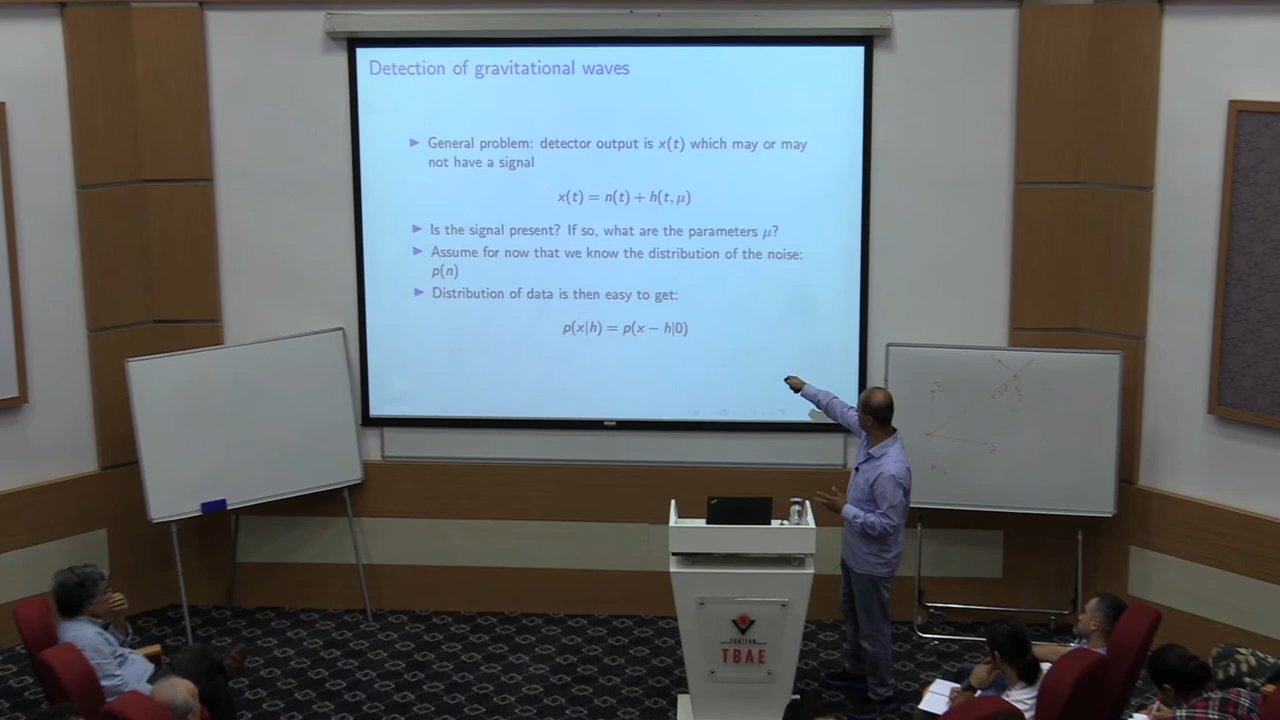 Detection of gravitational waves
▶ General problem: detector output is x(t) which may or may
not have a signal
x(t) = n(t) + h(t, μ)
▶ Is the signal present? If so, what are the parameters μ?
▶ Assume for now that we know the distribution of the noise:
p(n)
▶ Distribution of data is then easy to get:
p(x|h) = p(x − h|0)
TÜBİTAK
TBAE